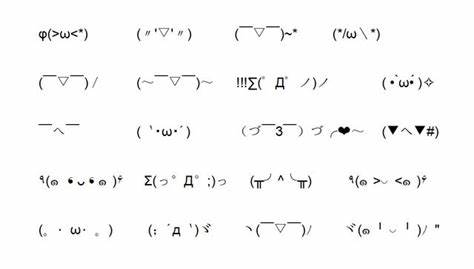 φ(>ω<*) (〃'▽'〃) (￣▽￣)~* (*/ω＼*)
(￣▽￣)／ (～￣▽￣)～ !!!∑(゜Д゜ノ)ノ (•̀ω•́)✧
￣へ￣ (╵･ω･´) （づ￣3￣）づ╭❤～ (▼へ▼#)
٩(๑❛ᴗ❛๑)۶ Σ(っ°Д°;)っ (╥╯^╰╥) ٩(๑>◡<๑)۶
(。･ω･。) (；´д｀)ゞ ヽ(￣▽￣)ﾉ ヾ(๑╹◡╹)ﾉ"